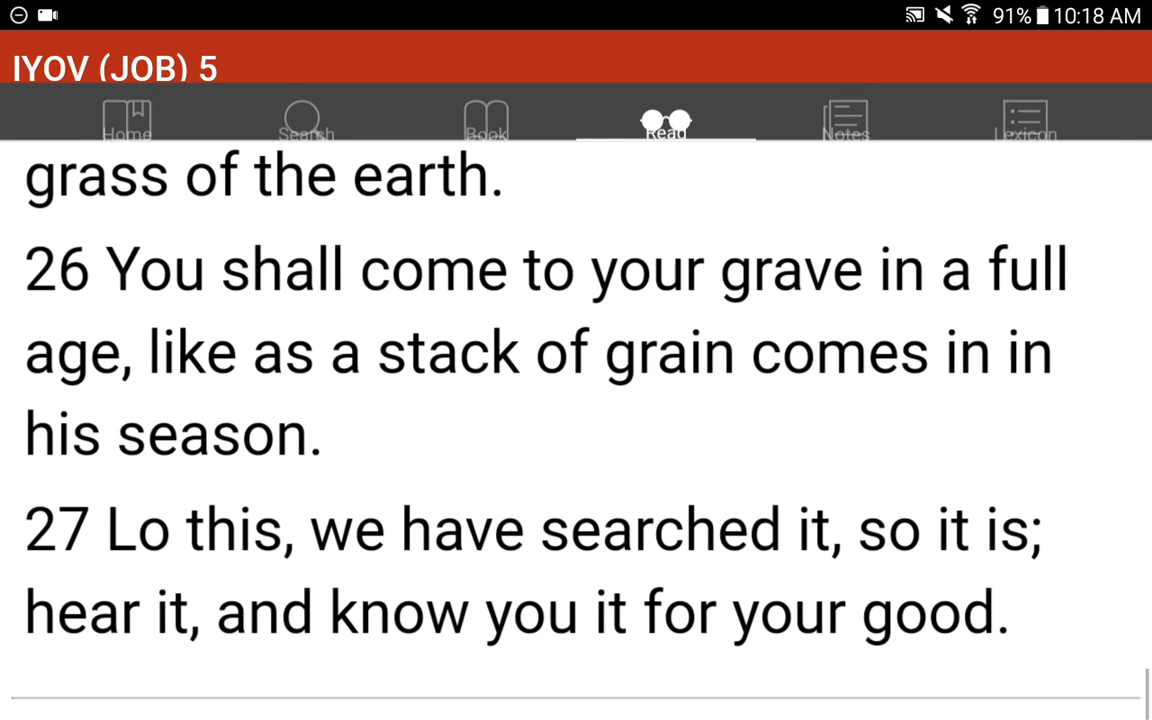 91% 10:18 AM
IYOV (JOB) 5
Home Search Book Read Notes Lexicon
grass of the earth.
26 You shall come to your grave in a full
age, like as a stack of grain comes in in
his season.
27 Lo this, we have searched it, so it is;
hear it, and know you it for your good.